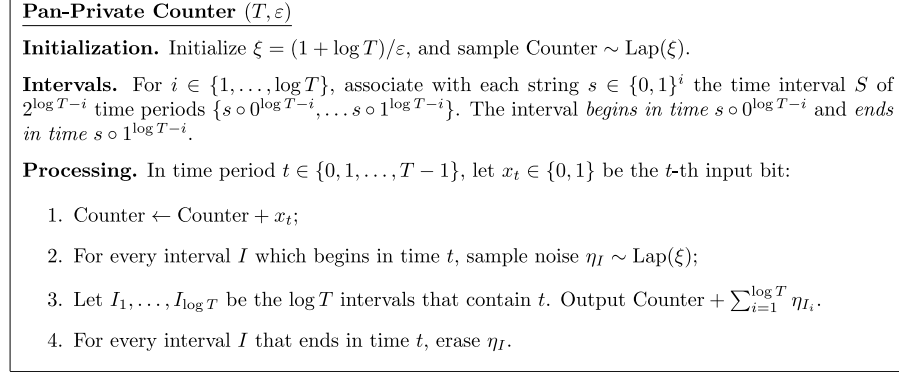 Pan-Private Counter (T, ε)
Initialization. Initialize ξ = (1 + log T)/ε, and sample Counter ∼ Lap(ξ).
Intervals. For i ∈ {1, . . . , log T}, associate with each string s ∈ {0, 1}^i the time interval S of
2^{log T−i} time periods {s ∘ 0^{log T−i}, . . . s ∘ 1^{log T−i}}. The interval begins in time s ∘ 0^{log T−i} and ends
in time s ∘ 1^{log T−i}.
Processing. In time period t ∈ {0, 1, . . . , T − 1}, let x_t ∈ {0, 1} be the t-th input bit:
1. Counter ← Counter + x_t;
2. For every interval I which begins in time t, sample noise η_I ∼ Lap(ξ);
3. Let I_1, . . . , I_{log T} be the log T intervals that contain t. Output Counter + ∑_{i=1}^{log T} η_{I_i}.
4. For every interval I that ends in time t, erase η_I.